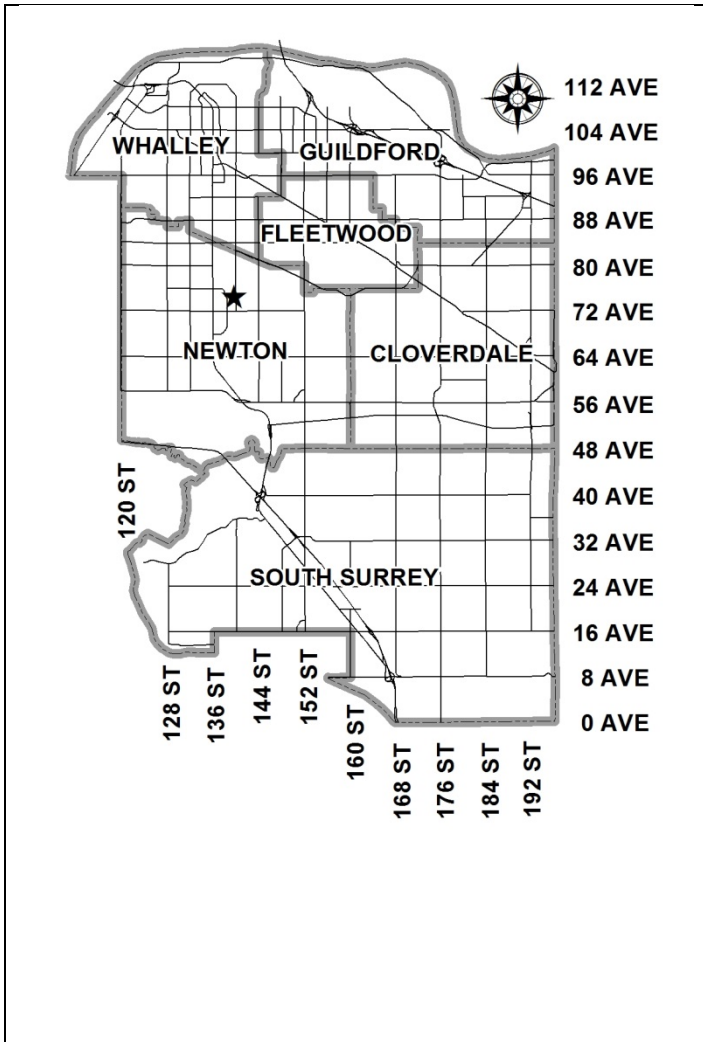 112 AVE
104 AVE
WHALLEY
GUILDFORD
96 AVE
88 AVE
FLEETWOOD
80 AVE
72 AVE
NEWTON
CLOVERDALE
64 AVE
56 AVE
48 AVE
120 ST
40 AVE
32 AVE
SOUTH SURREY
24 AVE
16 AVE
128 ST
136 ST
144 ST
152 ST
160 ST
8 AVE
0 AVE
168 ST
176 ST
184 ST
192 ST